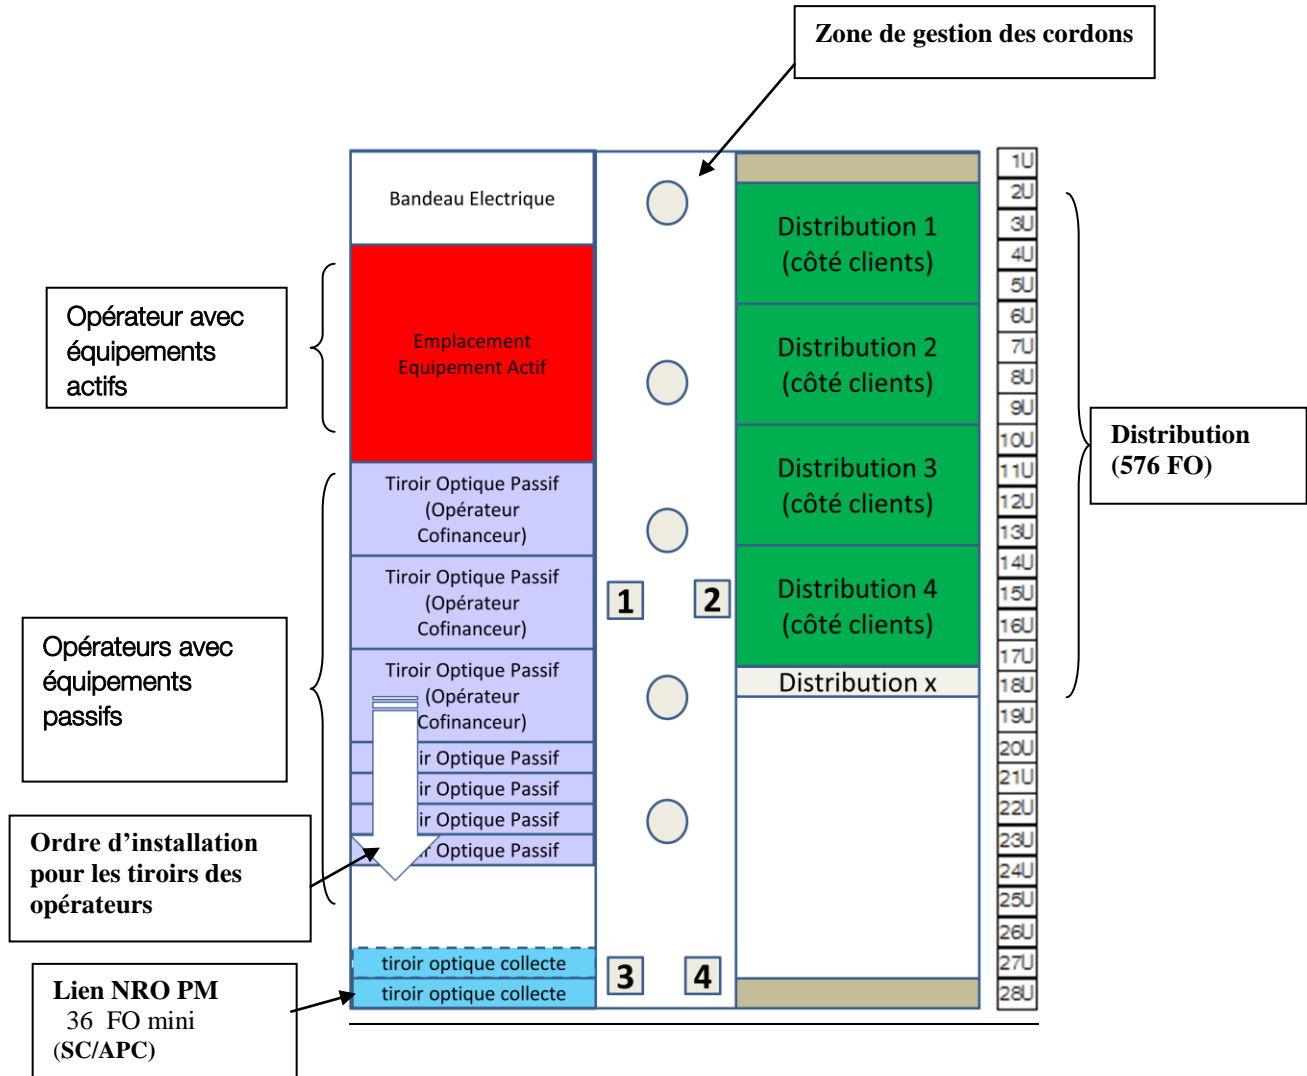 Zone de gestion des cordons
Bandeau Electrique
Opérateur avec
équipements
actifs
Emplacement
Equipement Actif
Tiroir Optique Passif
(Opérateur
Cofinanceur)
Tiroir Optique Passif
(Opérateur
Cofinanceur)
Tiroir Optique Passif
(Opérateur
Cofinanceur)
ir Optique Passif
ir Optique Passif
ir Optique Passif
ir Optique Passif
Opérateurs avec
équipements
passifs
Ordre d'installation
pour les tiroirs des
opérateurs
tiroir optique collecte
tiroir optique collecte
Lien NRO PM
36 FO mini
(SC/APC)
1
2
3
4
Distribution 1
(côté clients)
Distribution 2
(côté clients)
Distribution 3
(côté clients)
Distribution 4
(côté clients)
Distribution x
1U
2U
3U
4U
5U
6U
7U
8U
9U
10U
11U
12U
13U
14U
15U
16U
17U
18U
19U
20U
21U
22U
23U
24U
25U
26U
27U
28U
Distribution
(576 FO)